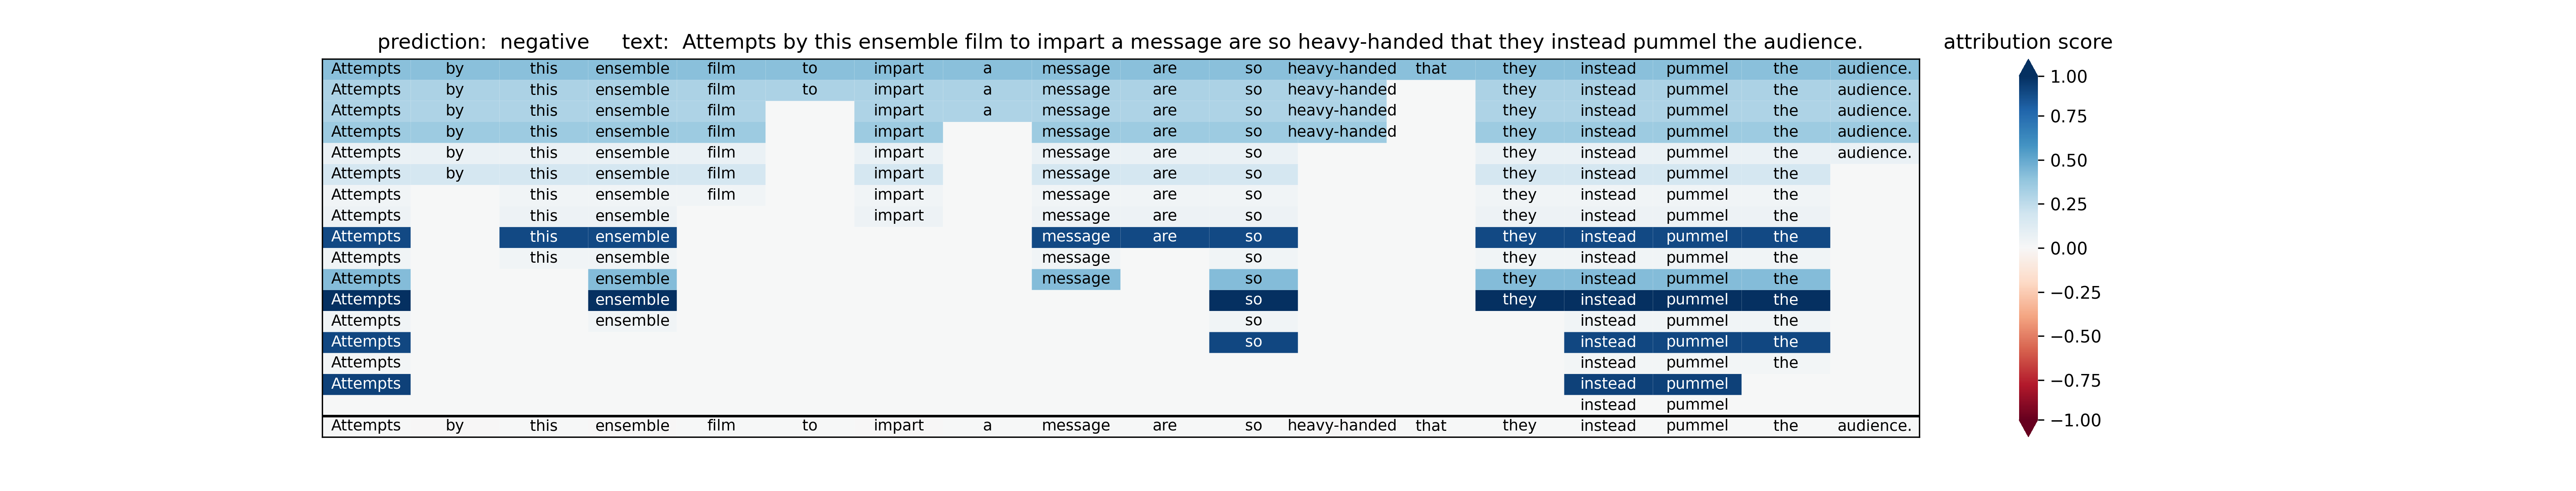 prediction: negative text: Attempts by this ensemble film to impart a message are so heavy-handed that they instead pummel the audience. attribution score
Attempts by this ensemble film to impart a message are so heavy-handed that they instead pummel the audience.
Attempts by this ensemble film to impart a message are so heavy-handed they instead pummel the audience.
Attempts by this ensemble film impart a message are so heavy-handed they instead pummel the audience.
Attempts by this ensemble film impart message are so heavy-handed they instead pummel the audience.
Attempts by this ensemble film impart message are so they instead pummel the audience.
Attempts by this ensemble film impart message are so they instead pummel the
Attempts this ensemble film impart message are so they instead pummel the
Attempts this ensemble impart message are so they instead pummel the
Attempts this ensemble message are so they instead pummel the
Attempts this ensemble message so they instead pummel the
Attempts ensemble message so they instead pummel the
Attempts ensemble so they instead pummel the
Attempts ensemble so instead pummel the
Attempts so instead pummel the
Attempts instead pummel the
Attempts instead pummel
instead pummel
Attempts by this ensemble film to impart a message are so heavy-handed that they instead pummel the audience.
1.00
0.75
0.50
0.25
0.00
−0.25
−0.50
−0.75
−1.00